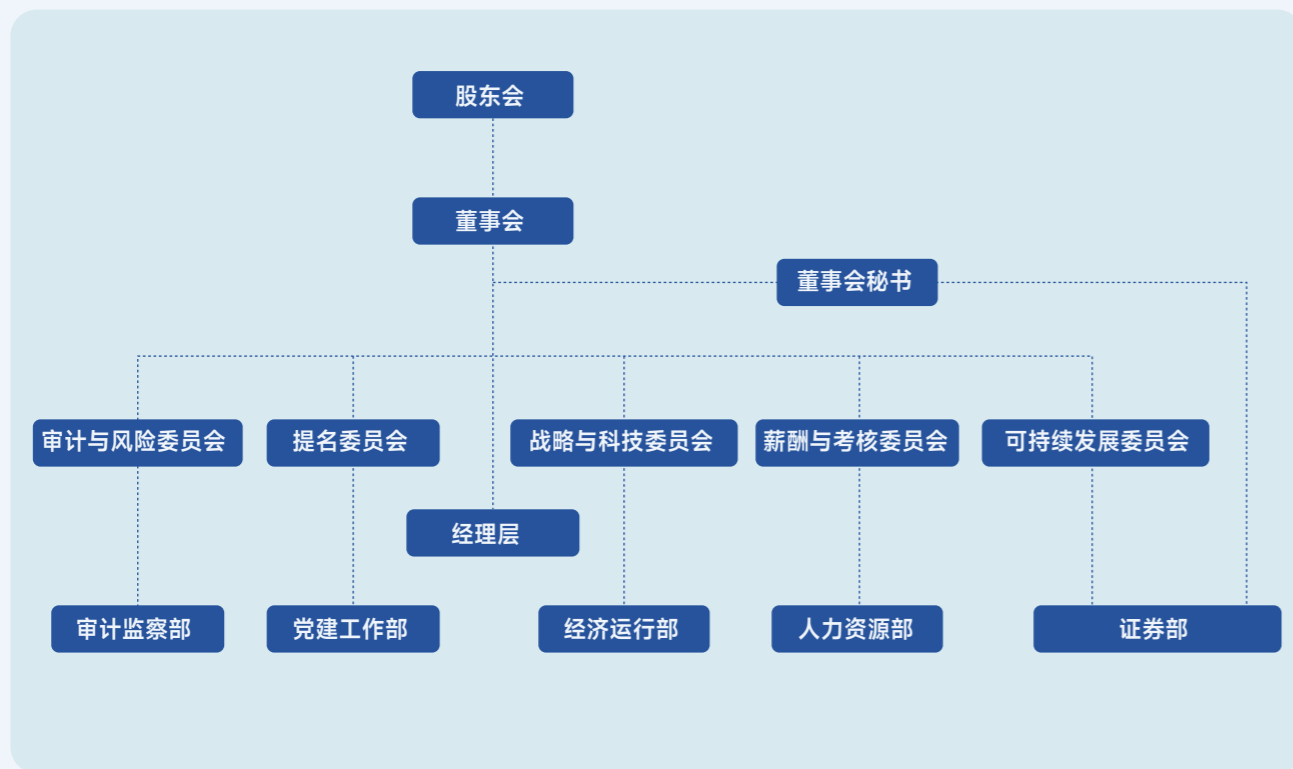 股东会
董事会
董事会秘书
审计与风险委员会
提名委员会
战略与科技委员会
薪酬与考核委员会
可持续发展委员会
经理层
审计监察部
党建工作部
经济运行部
人力资源部
证券部